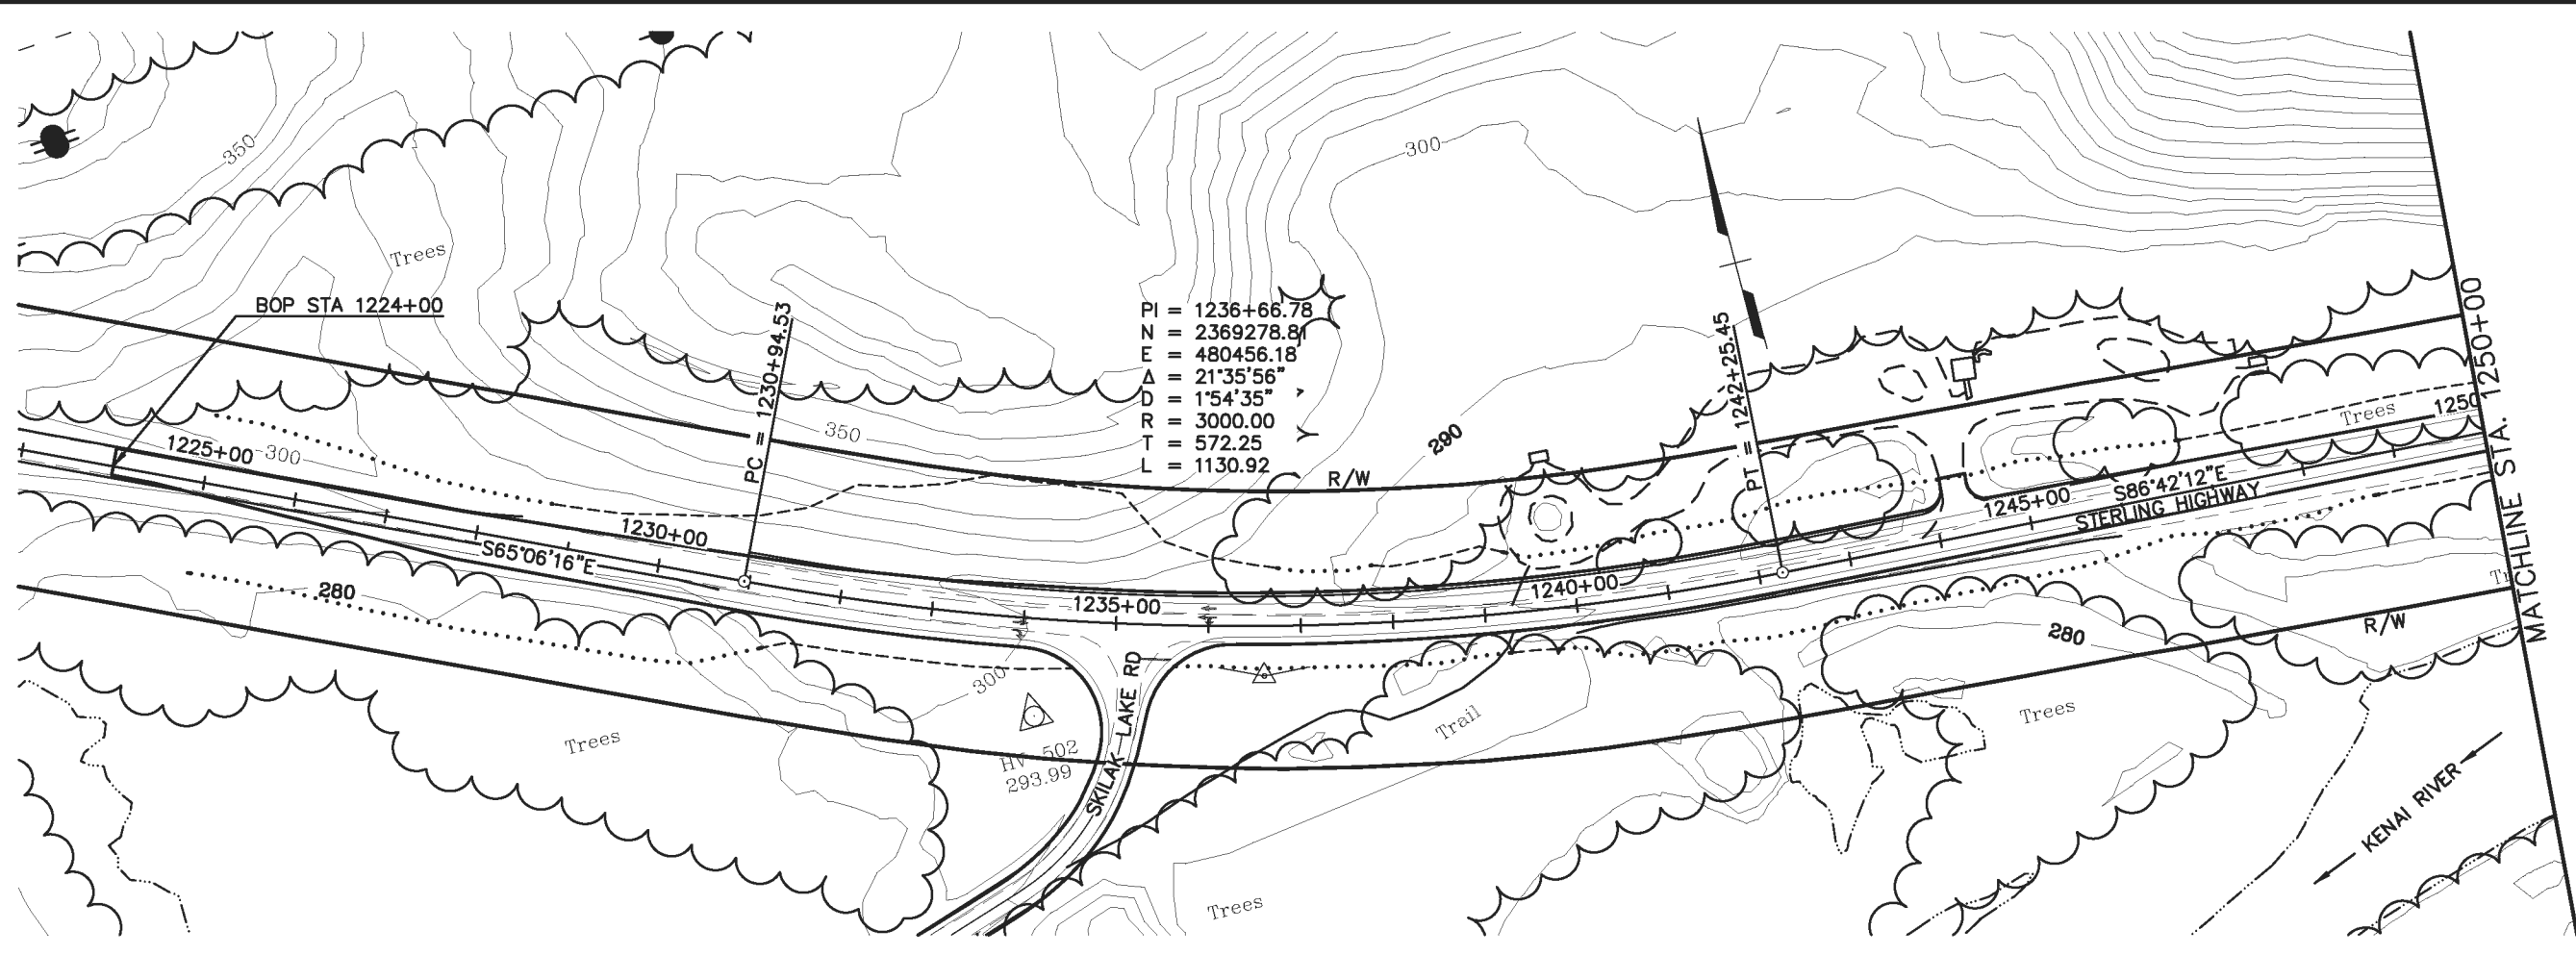 350
Trees
BOP STA 1224+00
1225+00
300
PC = 1230+94.53
350
PI = 1236+66.78
N = 2369278.81
E = 480456.18
Δ = 21°35'56"
D = 1°54'35"
R = 3000.00
T = 572.25
L = 1130.92
300
290
R/W
PT = 1242+25.45
Trees
1250
MATCHLINE STA. 1250+00
1230+00
S65°06'16"E
1235+00
1240+00
1245+00
S86°42'12"E
STERLING HIGHWAY
280
300
SKILAK LAKE RD
HV 502
293.99
Trail
Trees
280
R/W
Trees
Trees
KENAI RIVER